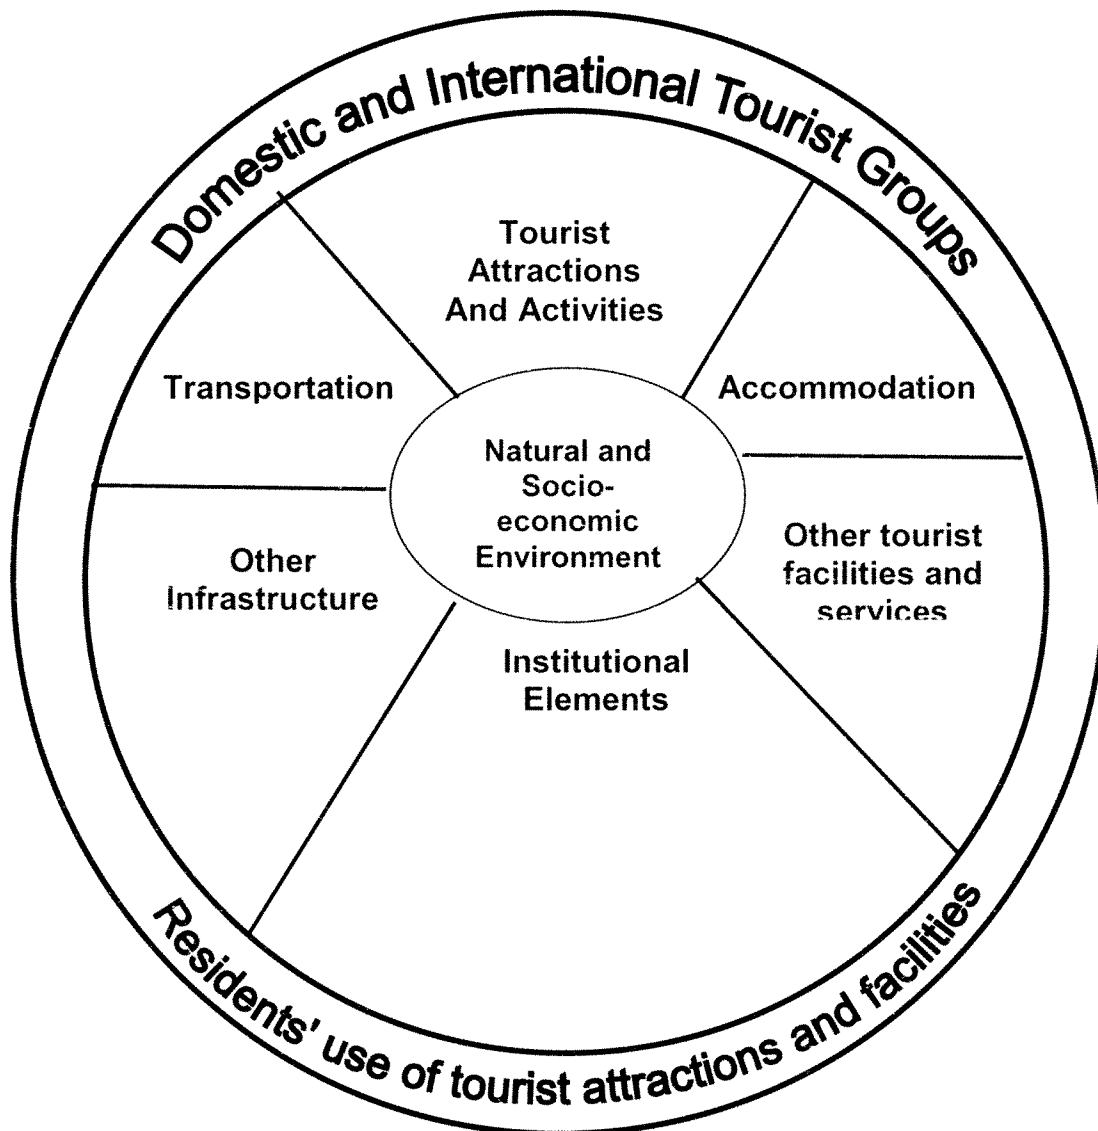 Domestic and International Tourist Groups
Tourist
Attractions
And Activities
Transportation
Accommodation
Natural and
Socio-
economic
Environment
Other
Infrastructure
Other tourist
facilities and
services
Institutional
Elements
Residents' use of tourist attractions and facilities